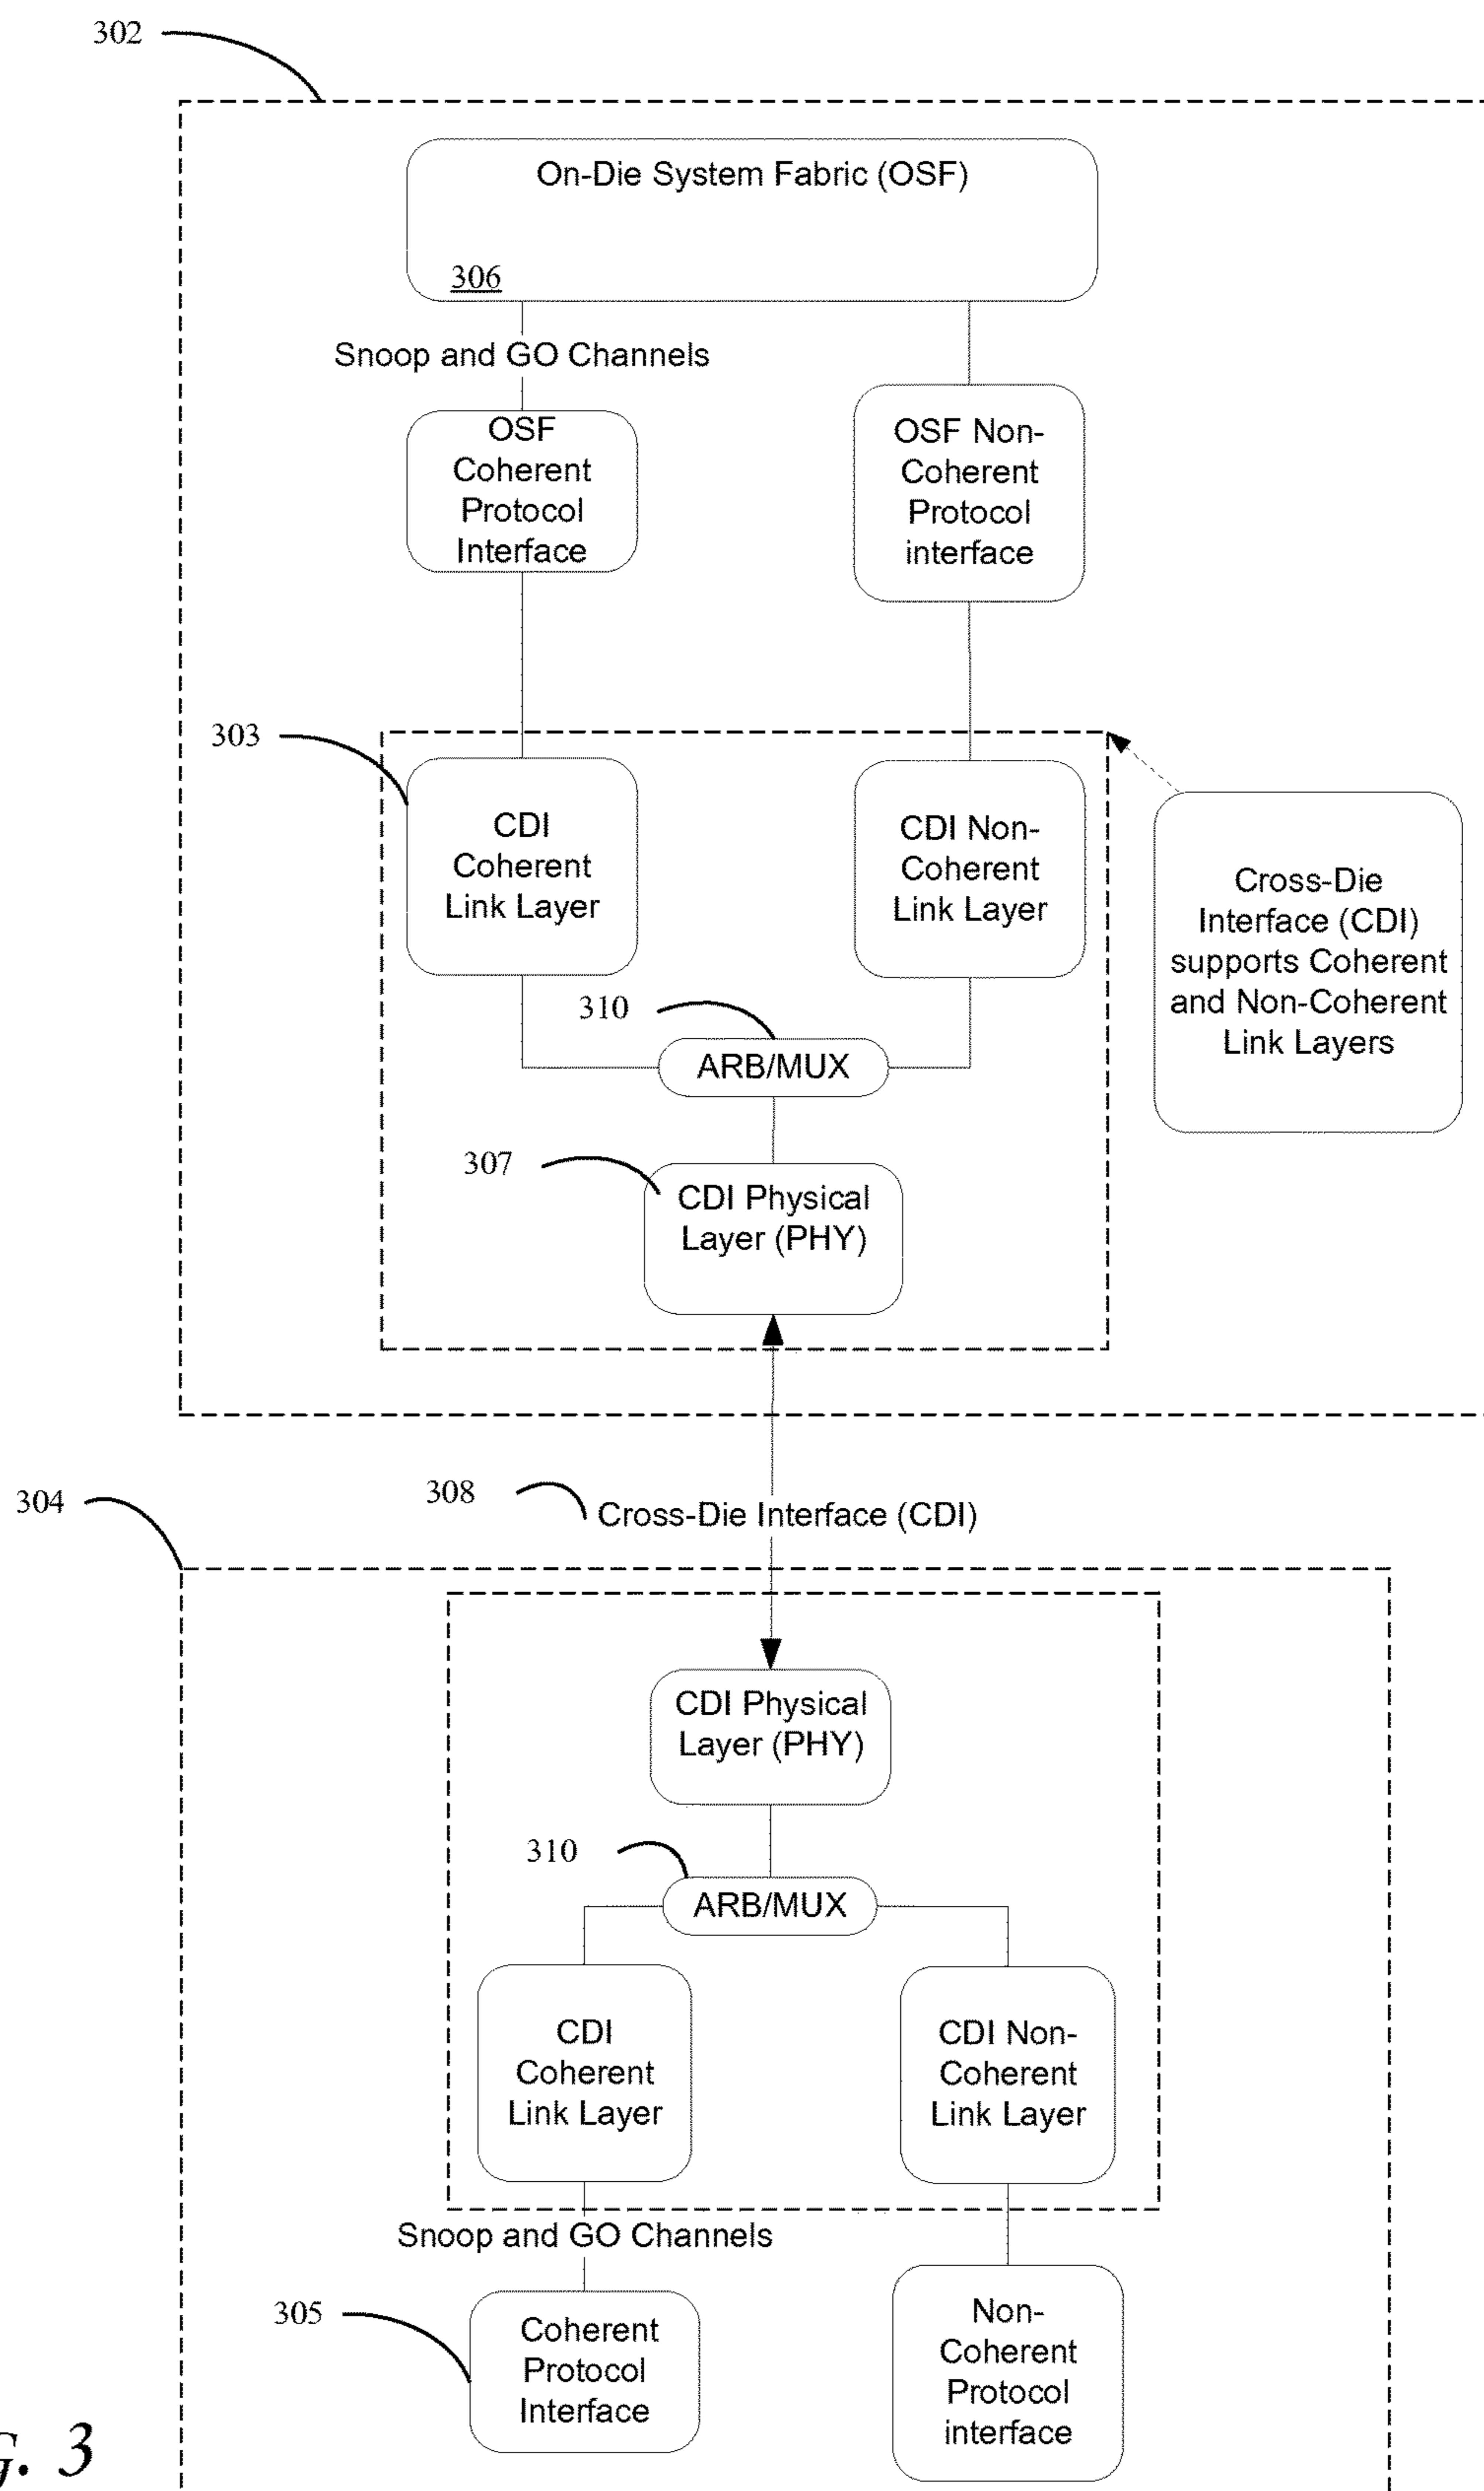 302
On-Die System Fabric (OSF)
306
Snoop and GO Channels
OSF
Coherent
Protocol
Interface
OSF Non-
Coherent
Protocol
interface
303
CDI
Coherent
Link Layer
CDI Non-
Coherent
Link Layer
Cross-Die
Interface (CDI)
supports Coherent
and Non-Coherent
Link Layers
310
ARB/MUX
307
CDI Physical
Layer (PHY)
308
Cross-Die Interface (CDI)
304
CDI Physical
Layer (PHY)
310
ARB/MUX
CDI
Coherent
Link Layer
CDI Non-
Coherent
Link Layer
Snoop and GO Channels
305
Coherent
Protocol
Interface
Non-
Coherent
Protocol
interface
G. 3